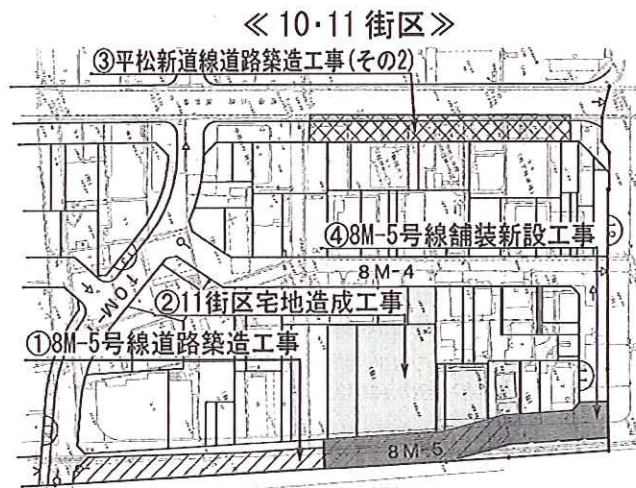 ≪10・11街区≫
③平松新道線道路築造工事(その2)
④8M-5号線舗装新設工事
8M-4
10M-
②11街区宅地造成工事
①8M-5号線道路築造工事
8M-5